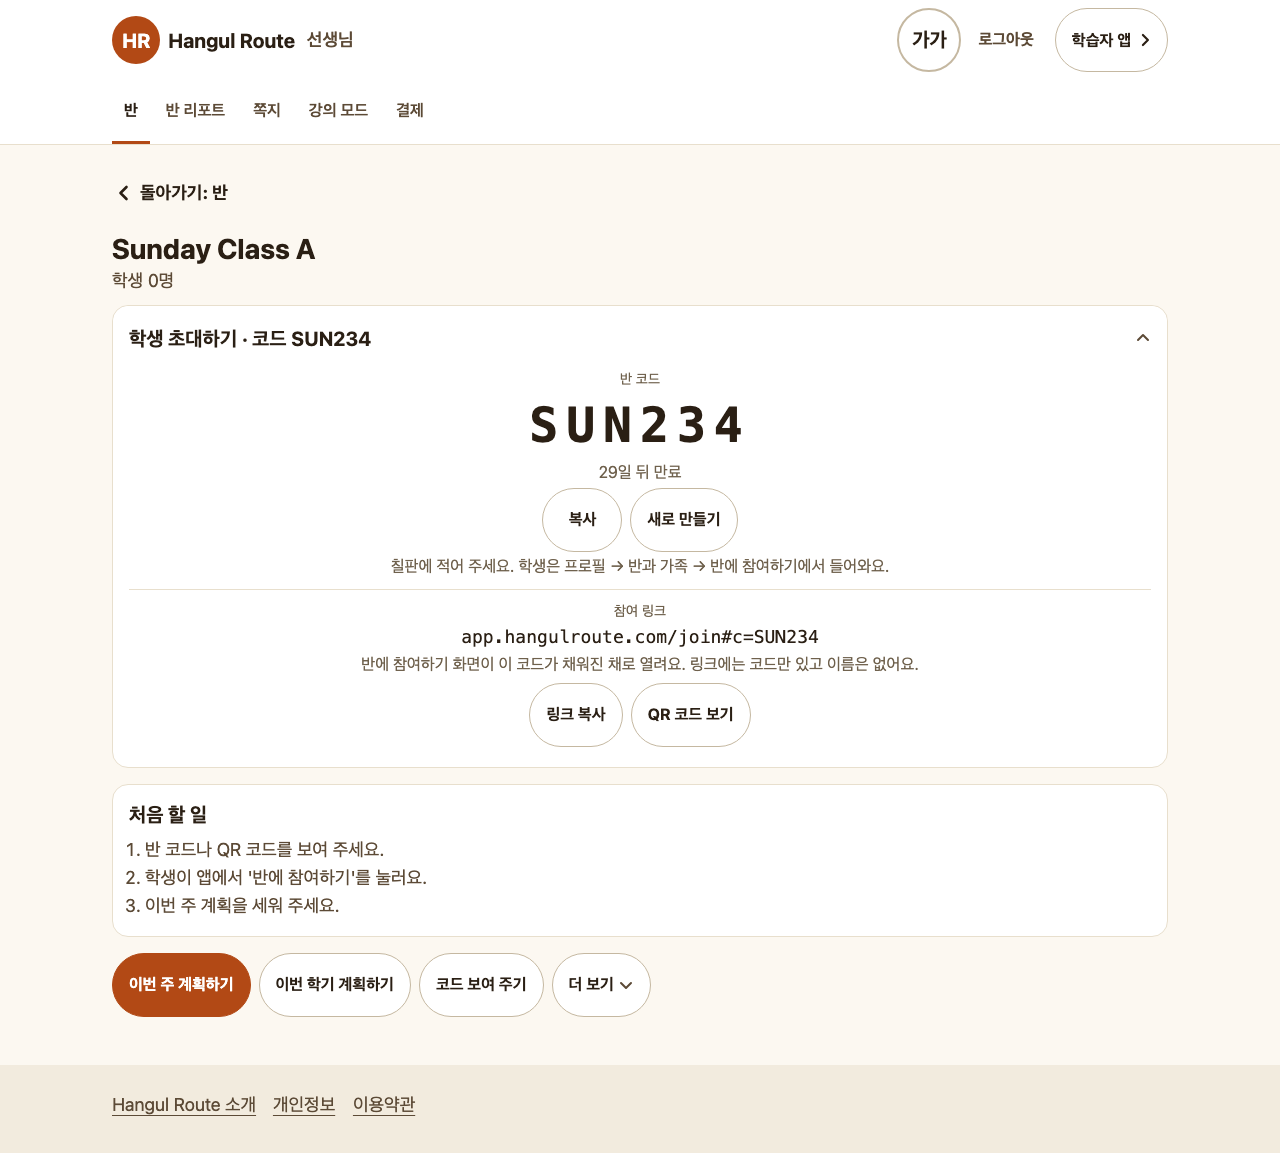 HR Hangul Route 선생님
가가 로그아웃 학습자 앱
반 반 리포트 쪽지 강의 모드 결제
돌아가기: 반
Sunday Class A
학생 0명
학생 초대하기 · 코드 SUN234
반 코드
SUN234
29일 뒤 만료
복사 새로 만들기
칠판에 적어 주세요. 학생은 프로필 → 반과 가족 → 반에 참여하기에서 들어와요.
참여 링크
app.hangulroute.com/join#c=SUN234
반에 참여하기 화면이 이 코드가 채워진 채로 열려요. 링크에는 코드만 있고 이름은 없어요.
링크 복사 QR 코드 보기
처음 할 일
1. 반 코드나 QR 코드를 보여 주세요.
2. 학생이 앱에서 '반에 참여하기'를 눌러요.
3. 이번 주 계획을 세워 주세요.
이번 주 계획하기 이번 학기 계획하기 코드 보여 주기 더 보기
Hangul Route 소개 개인정보 이용약관